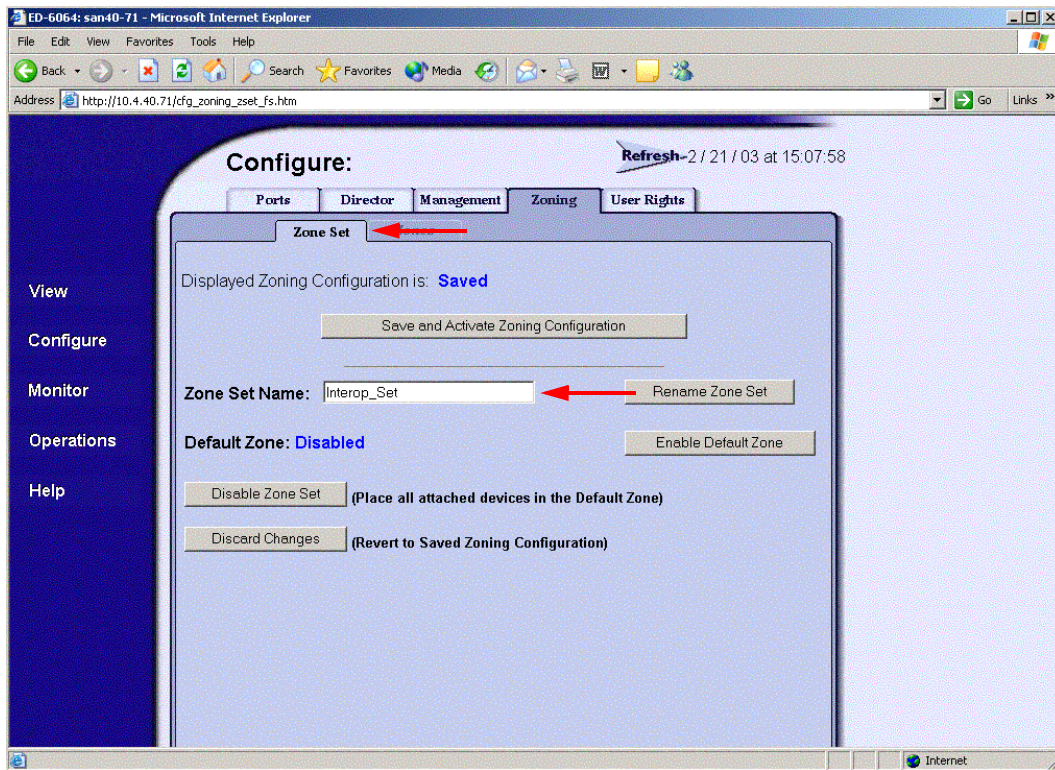 ED-6064: san40-71 - Microsoft Internet Explorer
File Edit View Favorites Tools Help
Back Search Favorites Media
Address http://10.4.40.71/cfg_zoning_zset_fs.htm Go Links »
Configure: Refresh-2 / 21 / 03 at 15:07:58
Ports Director Management Zoning User Rights
Zone Set
Displayed Zoning Configuration is: Saved
View
Save and Activate Zoning Configuration
Configure
Monitor
Zone Set Name: Interop_Set Rename Zone Set
Operations
Default Zone: Disabled Enable Default Zone
Help
Disable Zone Set (Place all attached devices in the Default Zone)
Discard Changes (Revert to Saved Zoning Configuration)
Internet